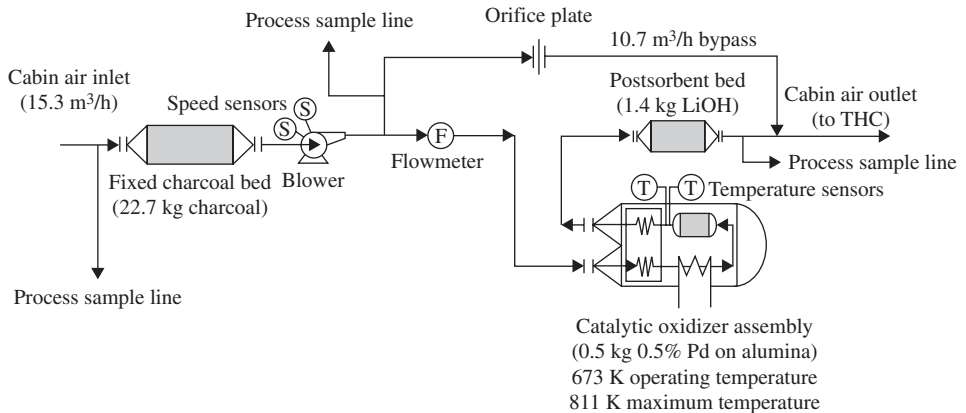 Process sample line
Orifice plate
10.7 m³/h bypass
Cabin air inlet
(15.3 m³/h)
Speed sensors
S
S
Postsorbent bed
(1.4 kg LiOH)
Cabin air outlet
(to THC)
F
Flowmeter
Blower
Fixed charcoal bed
(22.7 kg charcoal)
Process sample line
T
T
Temperature sensors
Process sample line
Catalytic oxidizer assembly
(0.5 kg 0.5% Pd on alumina)
673 K operating temperature
811 K maximum temperature